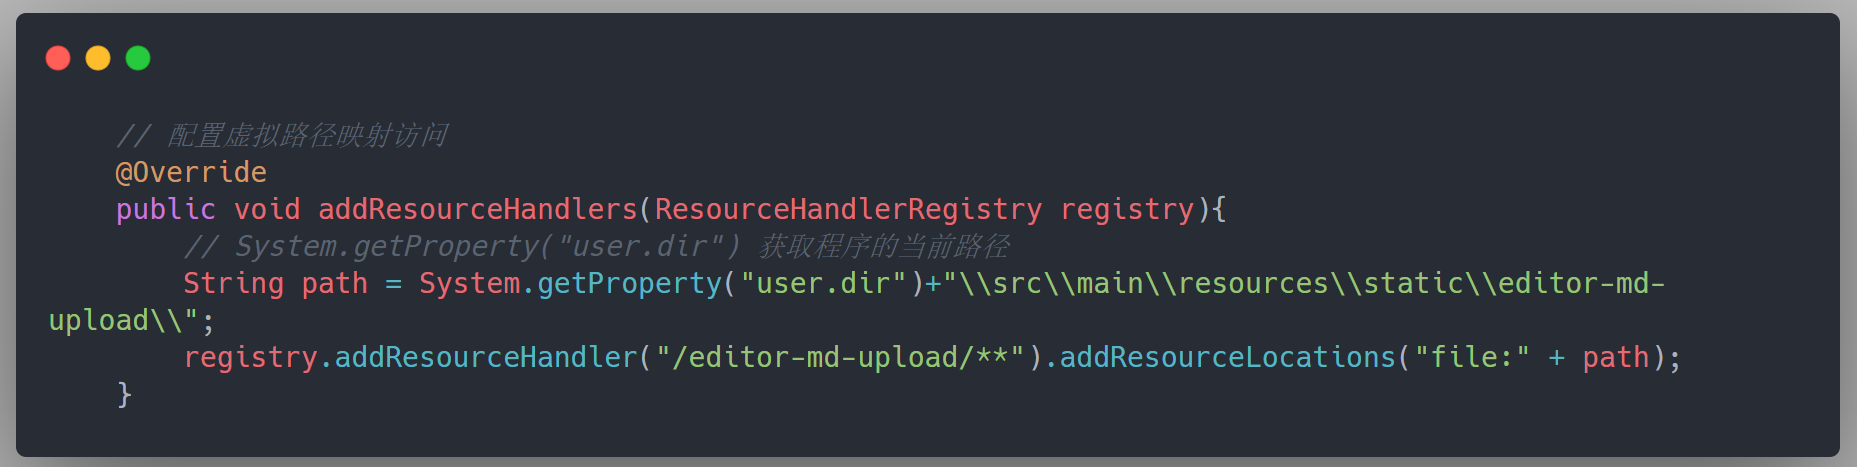 // 配置虚拟路径映射访问
@Override
public void addResourceHandlers(ResourceHandlerRegistry registry){
// System.getProperty("user.dir") 获取程序的当前路径
String path = System.getProperty("user.dir")+"\\src\\main\\resources\\static\\editor-md-
upload\\";
registry.addResourceHandler("/editor-md-upload/**").addResourceLocations("file:" + path);
}